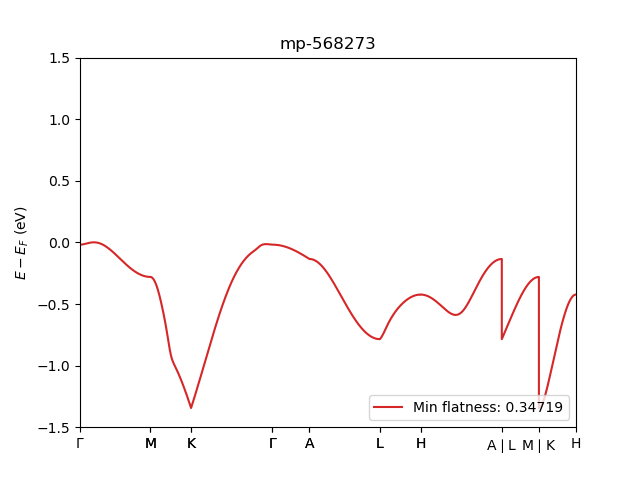 mp-568273
1.5
1.0
0.5
0.0
−0.5
−1.0
−1.5
E − E_F (eV)
Min flatness: 0.34719
Γ M K Γ A L H A | L M | K H